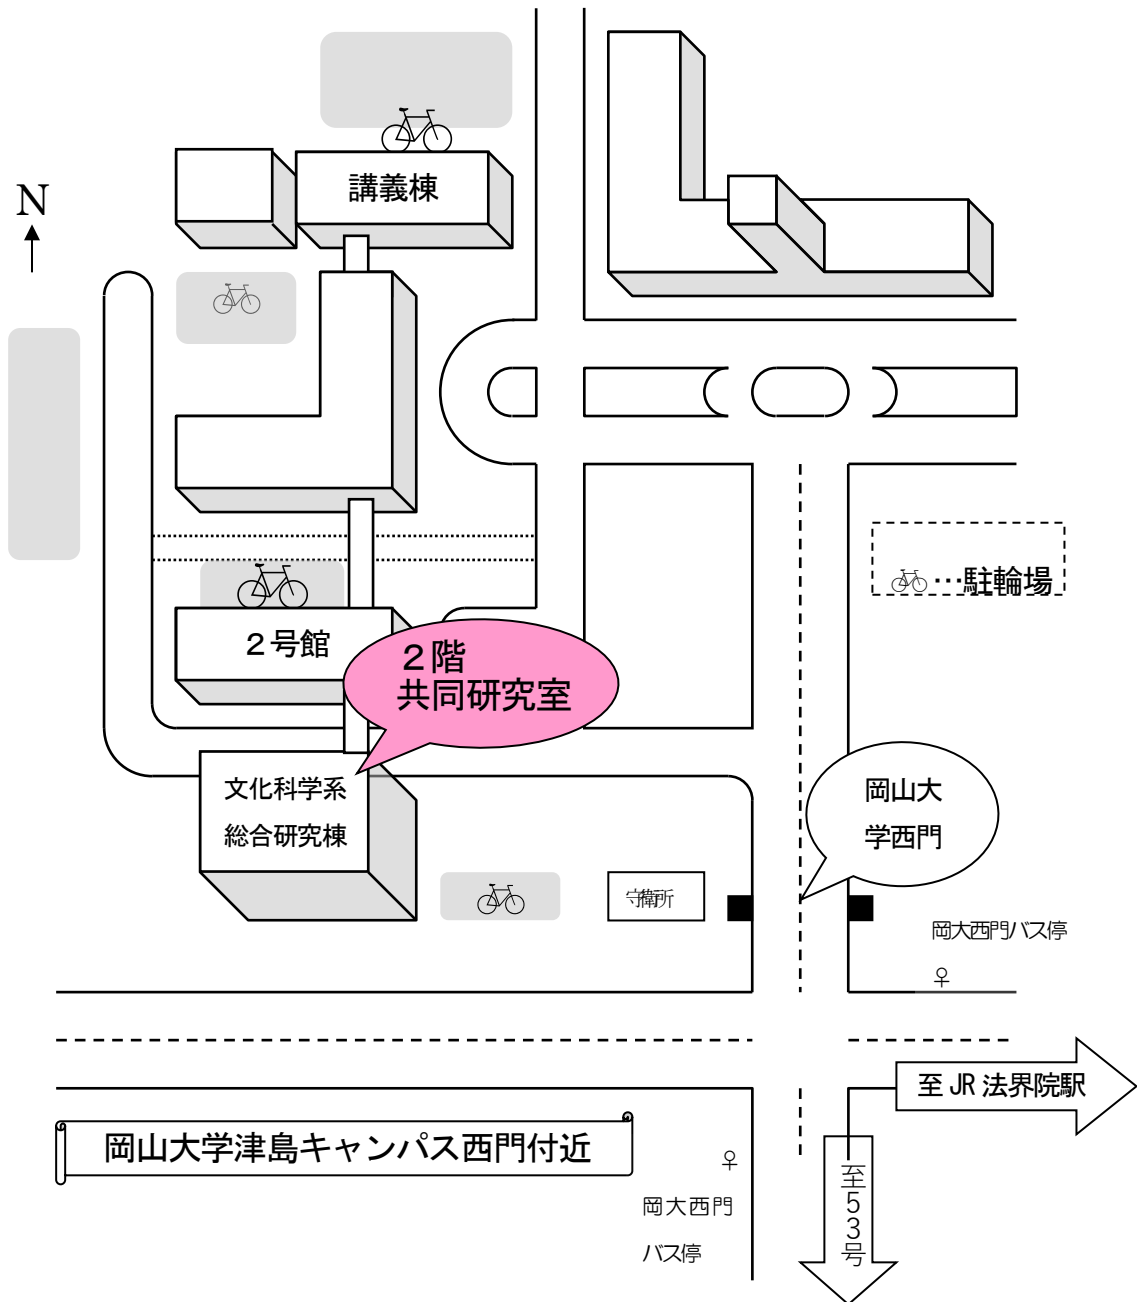 講義棟
N
…駐輪場
２号館
２階
共同研究室
文化科学系
総合研究棟
岡山大
学西門
守衛所
岡大西門バス停
至 JR 法界院駅
岡山大学津島キャンパス西門付近
岡大西門
バス停
至５３号